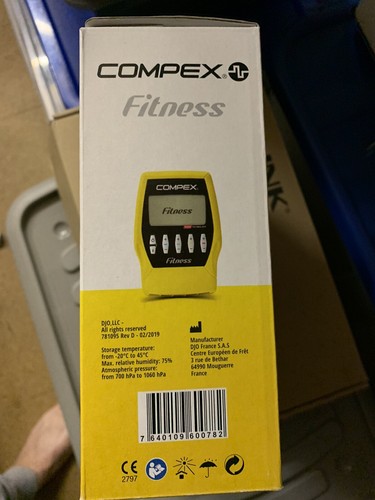 COMPEX®
Fitness
COMPEX
Fitness
Fitness
DJO,LLC -
All rights reserved
781095 Rev D - 02/2019
Storage temperature:
from -20°C to 45°C
Max. relative humidity: 75%
Atmospheric pressure:
from 700 hPa to 1060 hPa
Manufacturer
DJO France S.A.S
Centre Européen de Frêt
3 rue de Bethar
64990 Mouguerre
France
7 640109 600782
CE
2797